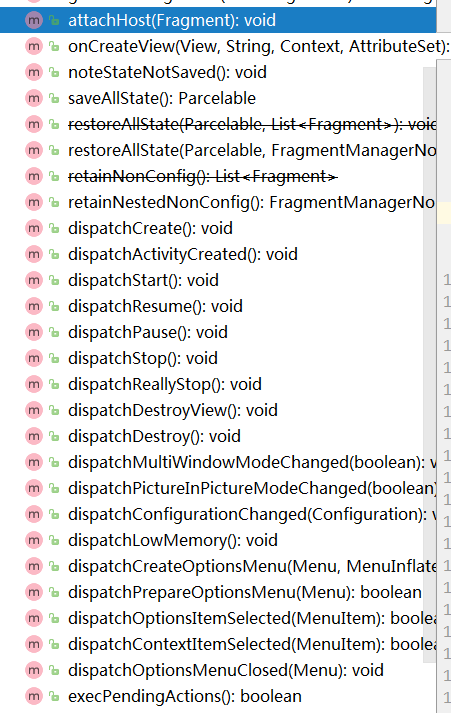 attachHost(Fragment): void
onCreateView(View, String, Context, AttributeSet):
noteStateNotSaved(): void
saveAllState(): Parcelable
restoreAllState(Parcelable, List<Fragment>): void
restoreAllState(Parcelable, FragmentManagerNo
retainNonConfig(): List<Fragment>
retainNestedNonConfig(): FragmentManagerNo
dispatchCreate(): void
dispatchActivityCreated(): void
dispatchStart(): void
dispatchResume(): void
dispatchPause(): void
dispatchStop(): void
dispatchReallyStop(): void
dispatchDestroyView(): void
dispatchDestroy(): void
dispatchMultiWindowModeChanged(boolean): v
dispatchPictureInPictureModeChanged(boolean)
dispatchConfigurationChanged(Configuration): v
dispatchLowMemory(): void
dispatchCreateOptionsMenu(Menu, MenuInflate
dispatchPrepareOptionsMenu(Menu): boolean
dispatchOptionsItemSelected(MenuItem): boolea
dispatchContextItemSelected(MenuItem): boolea
dispatchOptionsMenuClosed(Menu): void
execPendingActions(): boolean